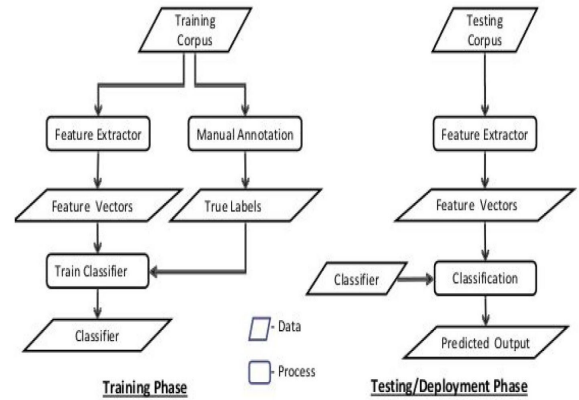 Training
Corpus
Feature Extractor
Manual Annotation
Feature Vectors
True Labels
Train Classifier
Classifier
Training Phase
- Data
- Process
Testing
Corpus
Feature Extractor
Feature Vectors
Classifier
Classification
Predicted Output
Testing/Deployment Phase